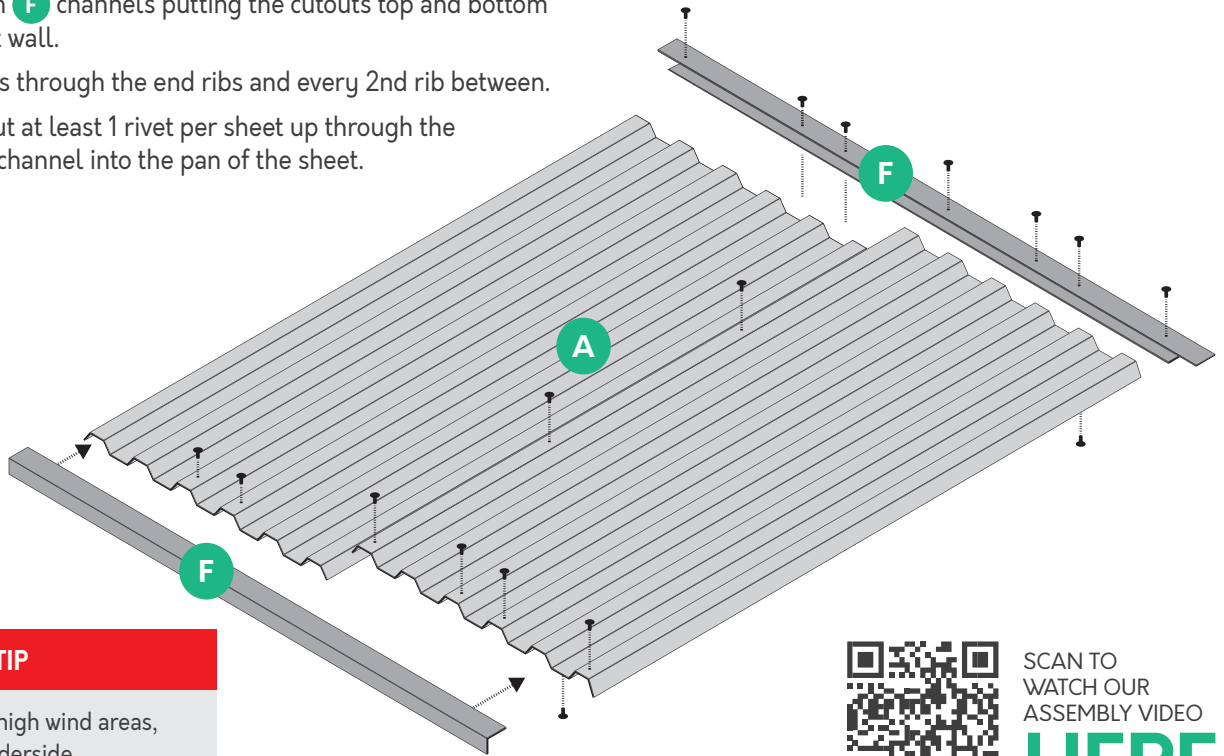 F channels putting the cutouts top and bottom
wall.
through the end ribs and every 2nd rib between.
at least 1 rivet per sheet up through the
channel into the pan of the sheet.
F
A
F
TIP
high wind areas,
SCAN TO
WATCH OUR
ASSEMBLY VIDEO
HERE